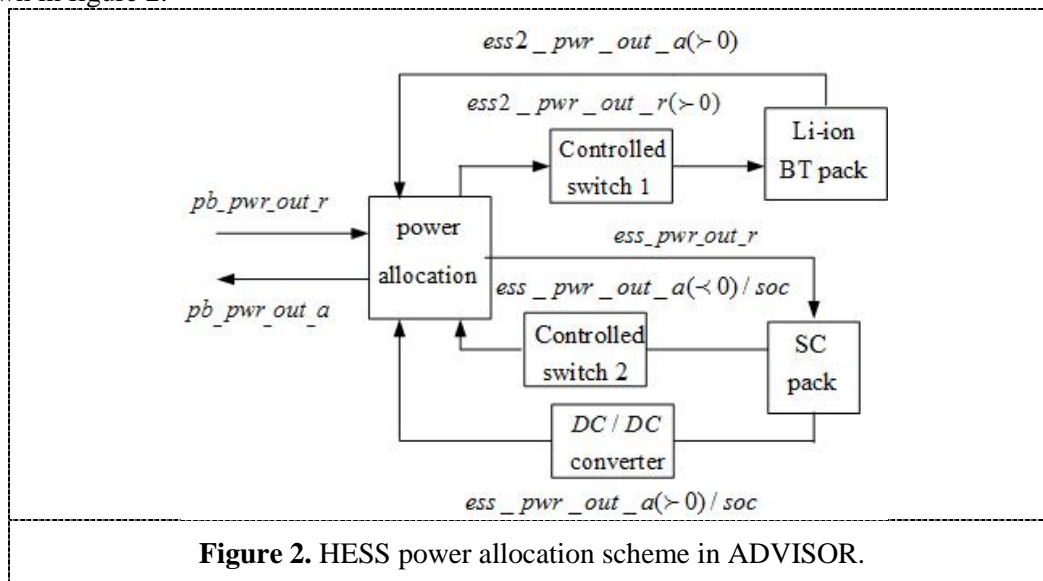 ess2_pwr_out_a(≻0)
ess2_pwr_out_r(≻0)
Controlled
switch 1
Li-ion
BT pack
pb_pwr_out_r
power
allocation
pb_pwr_out_a
ess_pwr_out_r
ess_pwr_out_a(≺0)/soc
Controlled
switch 2
SC
pack
DC/DC
converter
ess_pwr_out_a(≻0)/soc
Figure 2. HESS power allocation scheme in ADVISOR.